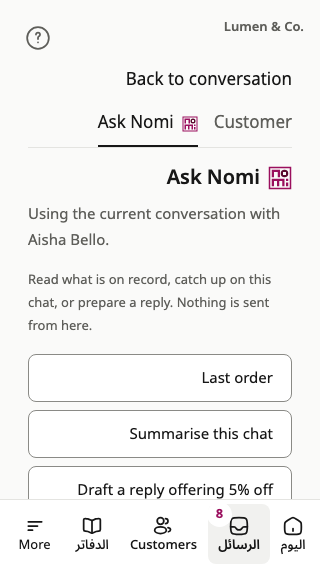 Lumen & Co.
Back to conversation
Customer
Ask Nomi
Ask Nomi
Using the current conversation with
Aisha Bello.
Read what is on record, catch up on this
chat, or prepare a reply. Nothing is sent
from here.
Last order
Summarise this chat
Draft a reply offering 5% off
8
اليوم
الرسائل
Customers
الدفاتر
More